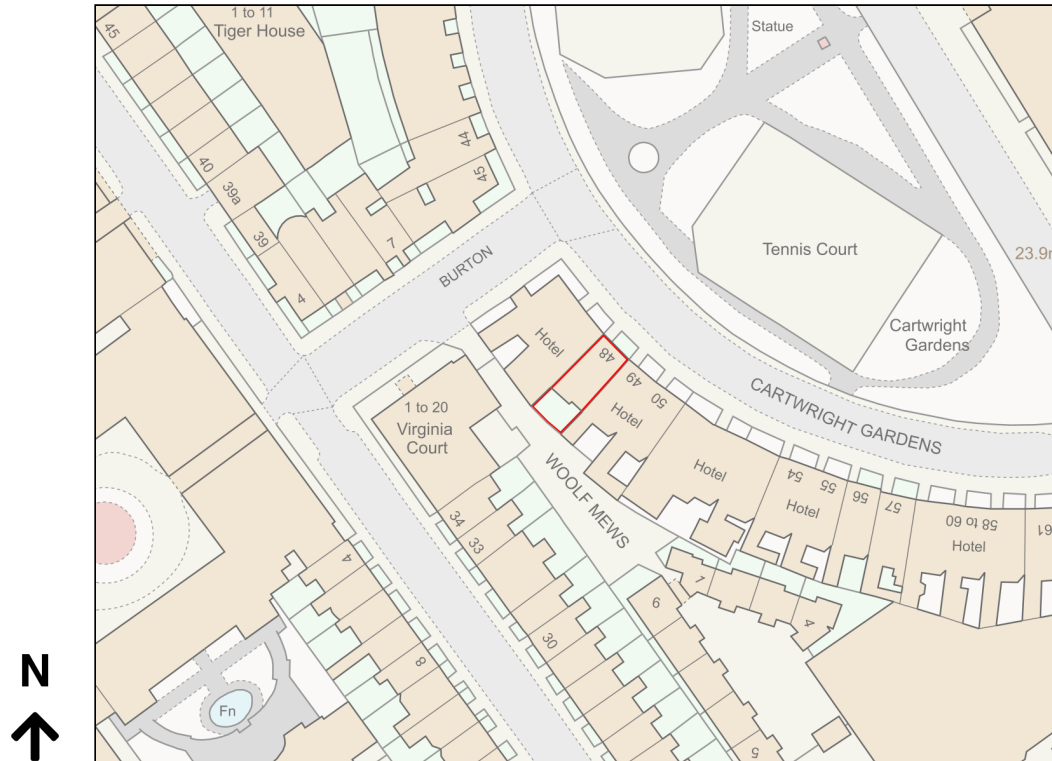 1 to 11
Tiger House
Statue
45
44
45
40
39a
39
7
4
BURTON
Tennis Court
23.9m
Cartwright
Gardens
Hotel
48
49
50
Hotel
1 to 20
Virginia
Court
CARTWRIGHT GARDENS
WOOLF MEWS
Hotel
54
55
56
57
Hotel
58 to 60
Hotel
61
34
33
30
4
8
1
4
6
5
Fn
N